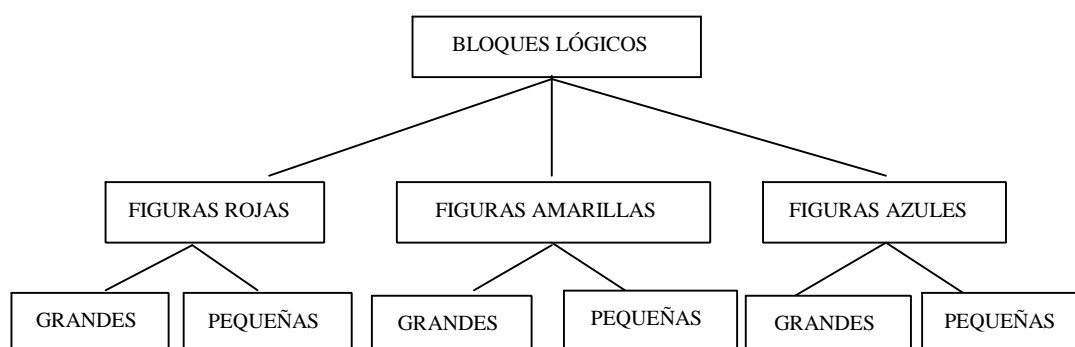 BLOQUES LÓGICOS
FIGURAS ROJAS
FIGURAS AMARILLAS
FIGURAS AZULES
GRANDES
PEQUEÑAS
GRANDES
PEQUEÑAS
GRANDES
PEQUEÑAS